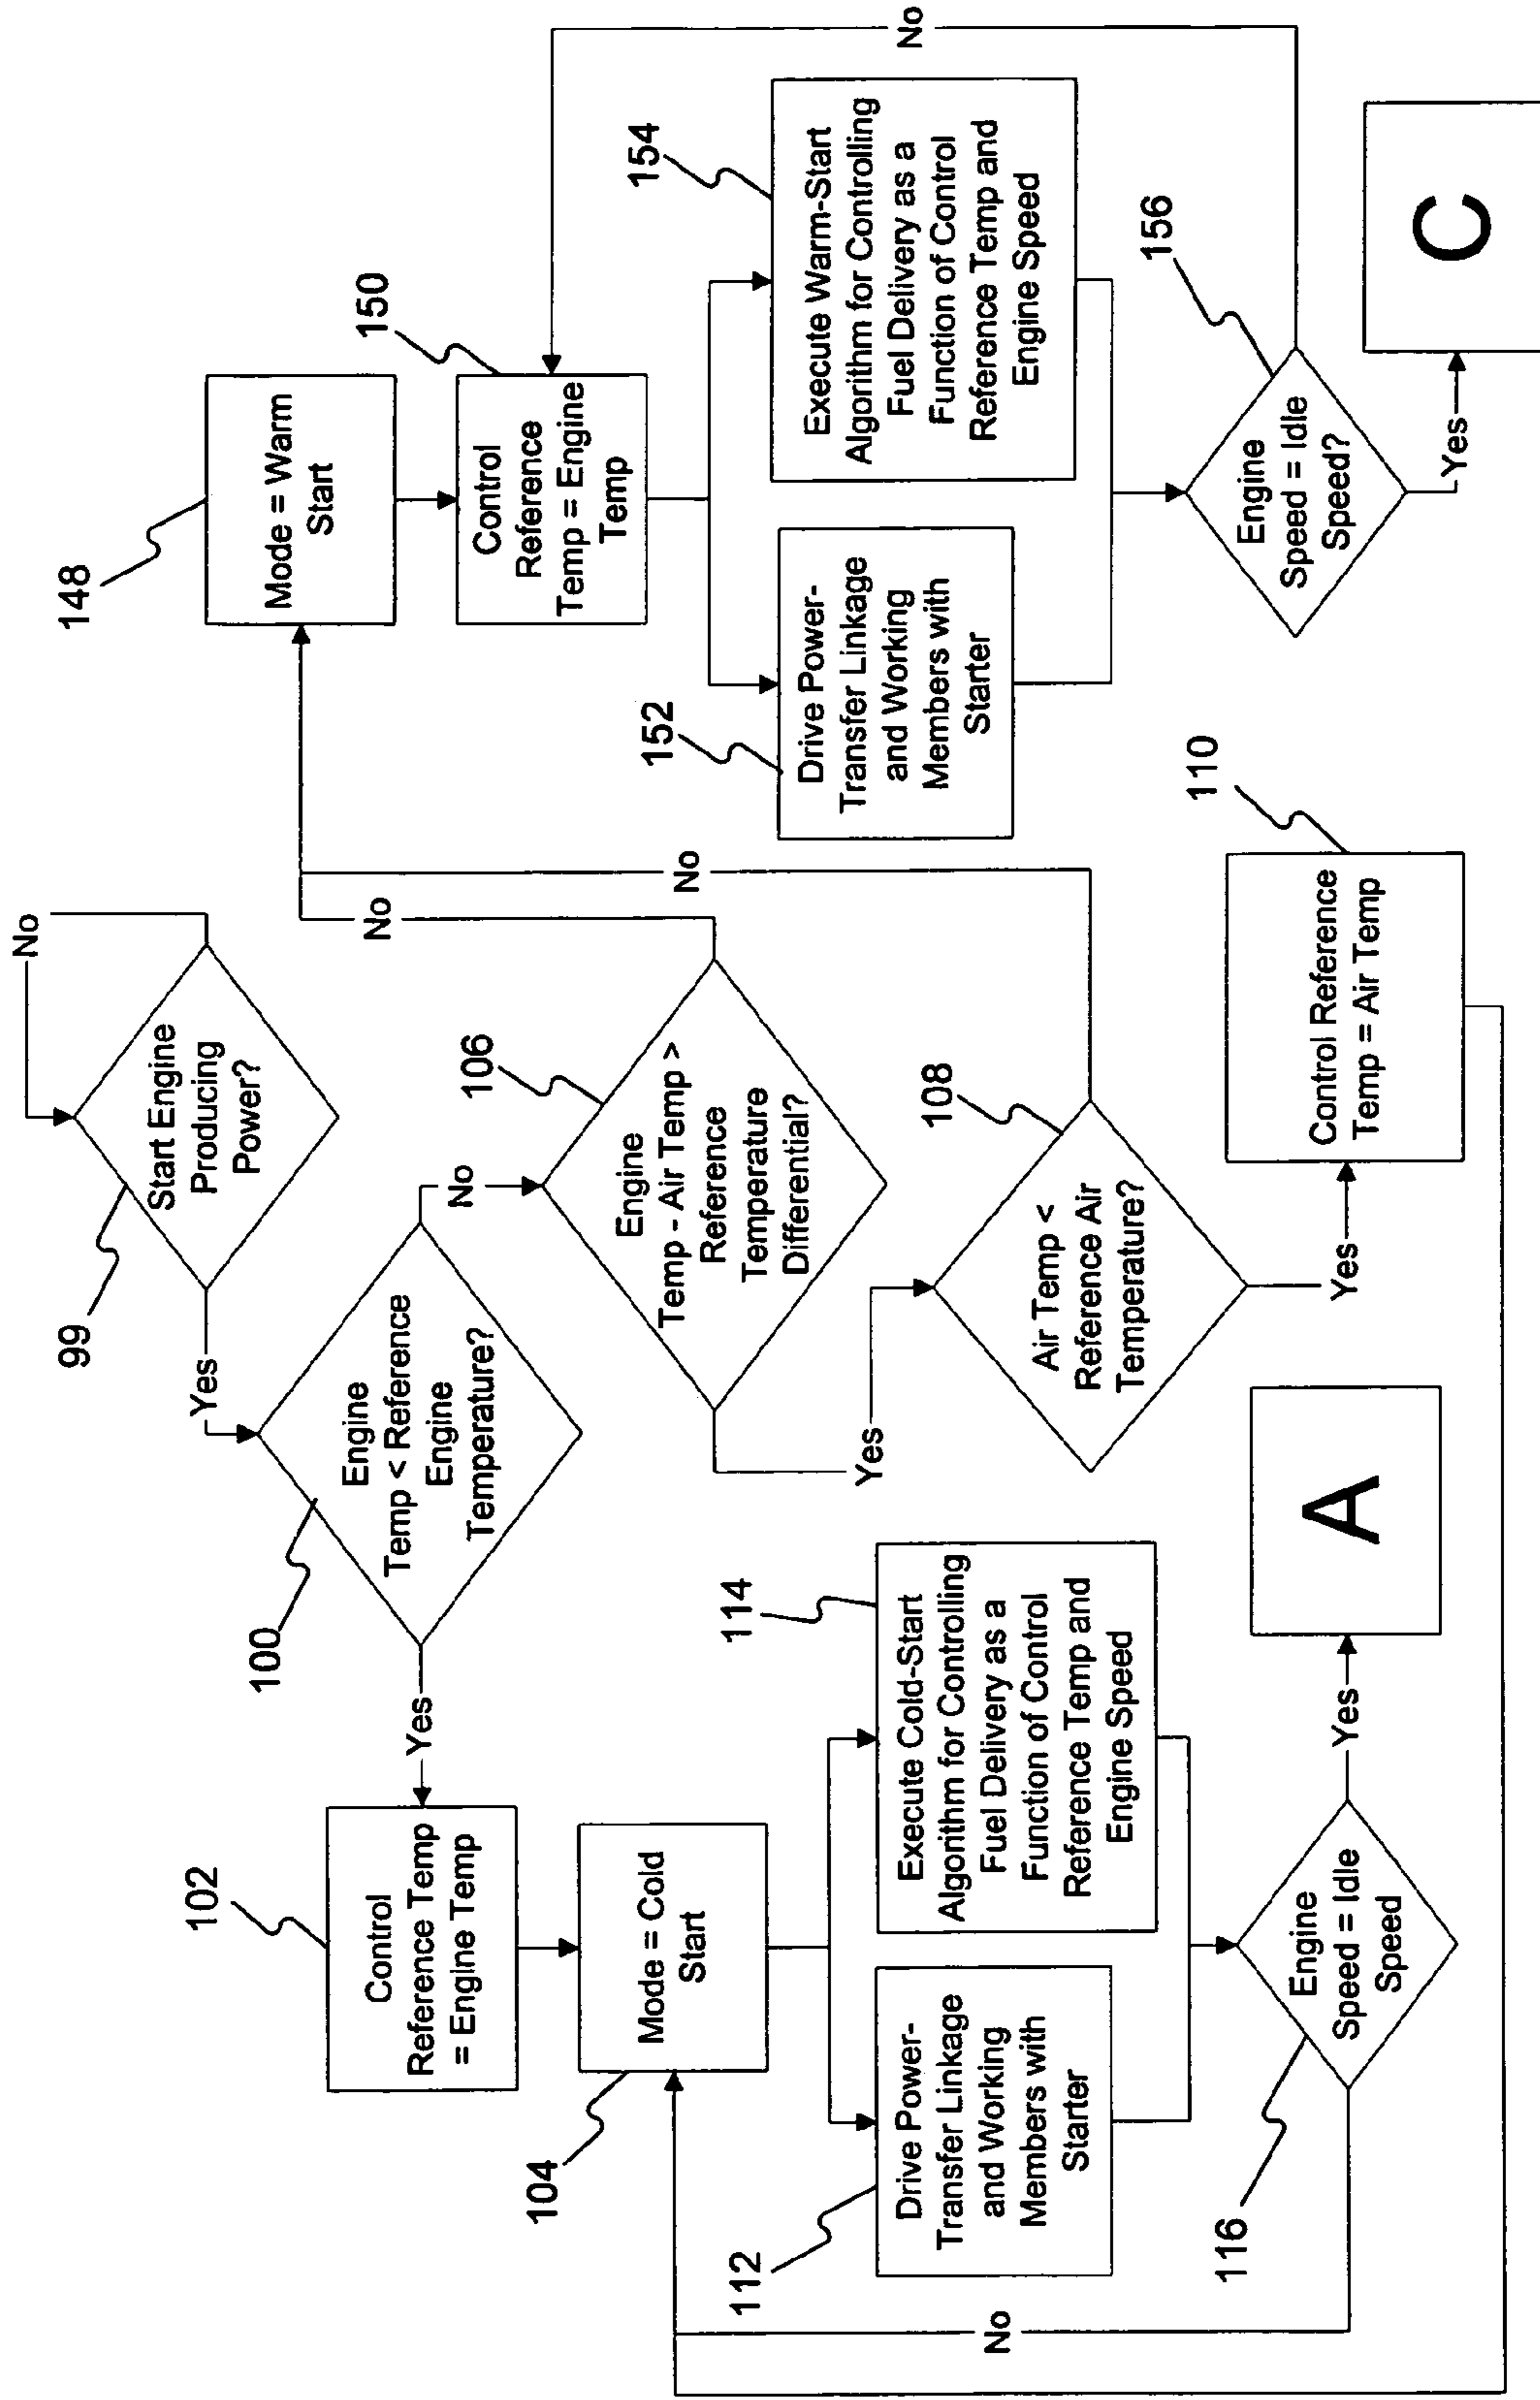 No
Start Engine
Producing
Power?
99
Yes
Engine
Temp < Reference
Engine
Temperature?
100
Yes
No
Control
Reference Temp
= Engine Temp
102
Mode = Cold
Start
104
Drive Power-
Transfer Linkage
and Working
Members with
Starter
112
Execute Cold-Start
Algorithm for Controlling
Fuel Delivery as a
Function of Control
Reference Temp and
Engine Speed
114
Engine
Speed = Idle
Speed
116
No
Yes
A
Engine
Temp - Air Temp >
Reference
Temperature
Differential?
106
No
Yes
Air Temp <
Reference Air
Temperature?
108
No
Yes
Control Reference
Temp = Air Temp
110
Mode = Warm
Start
148
Control
Reference
Temp = Engine
Temp
150
Drive Power-
Transfer Linkage
and Working
Members with
Starter
152
Execute Warm-Start
Algorithm for Controlling
Fuel Delivery as a
Function of Control
Reference Temp and
Engine Speed
154
Engine
Speed = Idle
Speed?
156
No
Yes
C